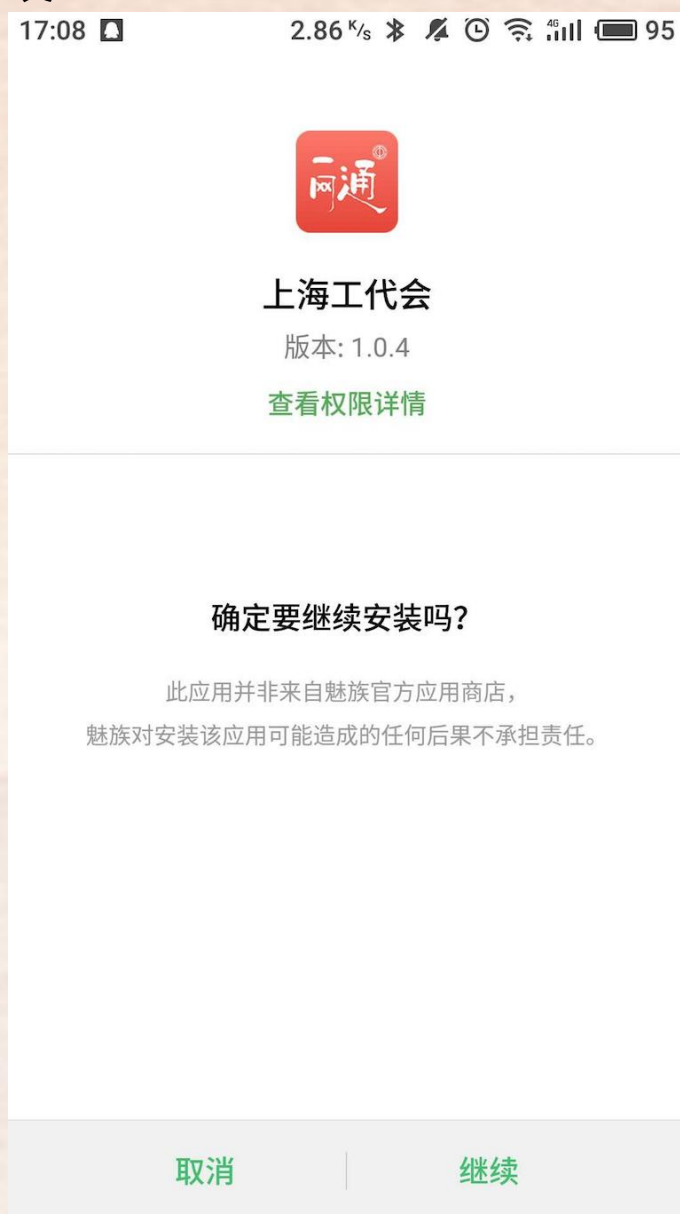 17:08 2.86 K/s 4G 95
一网通
上海工代会
版本: 1.0.4
查看权限详情
确定要继续安装吗?
此应用并非来自魅族官方应用商店，
魅族对安装该应用可能造成的任何后果不承担责任。
取消 继续